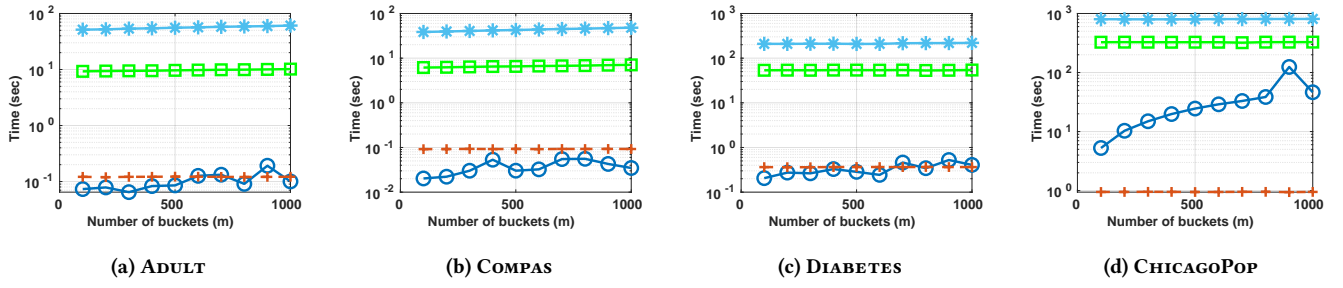 10^2
10^1
10^0
10^-1
Time (sec)
0
500
1000
Number of buckets (m)
(a) ADULT
10^2
10^1
10^0
10^-1
10^-2
Time (sec)
0
500
1000
Number of buckets (m)
(b) COMPAS
10^3
10^2
10^1
10^0
10^-1
Time (sec)
0
500
1000
Number of buckets (m)
(c) DIABETES
10^3
10^2
10^1
10^0
Time (sec)
0
500
1000
Number of buckets (m)
(d) CHICAGOPOP